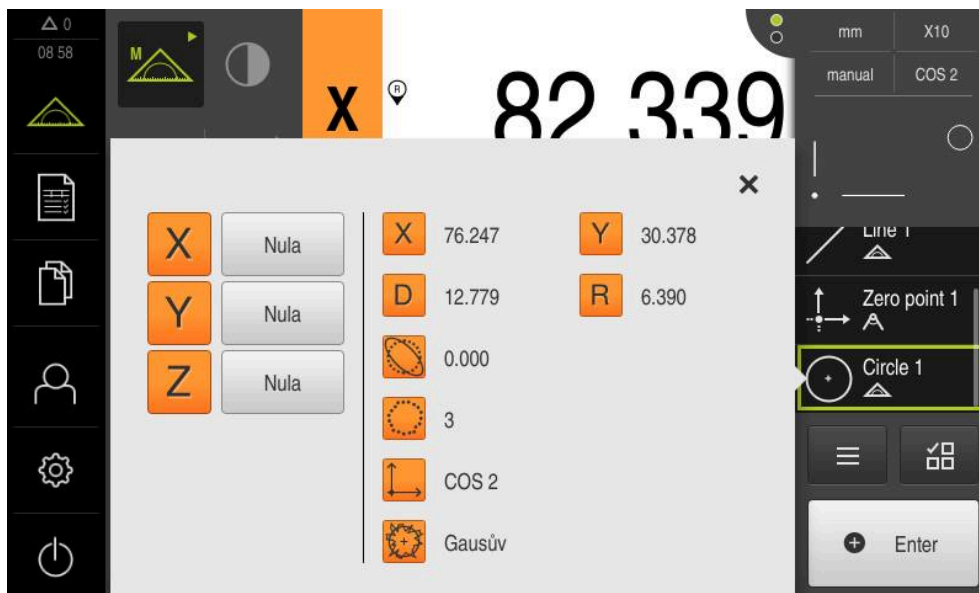 0
08 58
M
X
R
82.339
mm
X10
manual
COS 2
X
Nula
Y
Nula
Z
Nula
X
76.247
Y
30.378
D
12.779
R
6.390
0.000
3
COS 2
Gausův
Line 1
Zero point 1
Circle 1
Enter